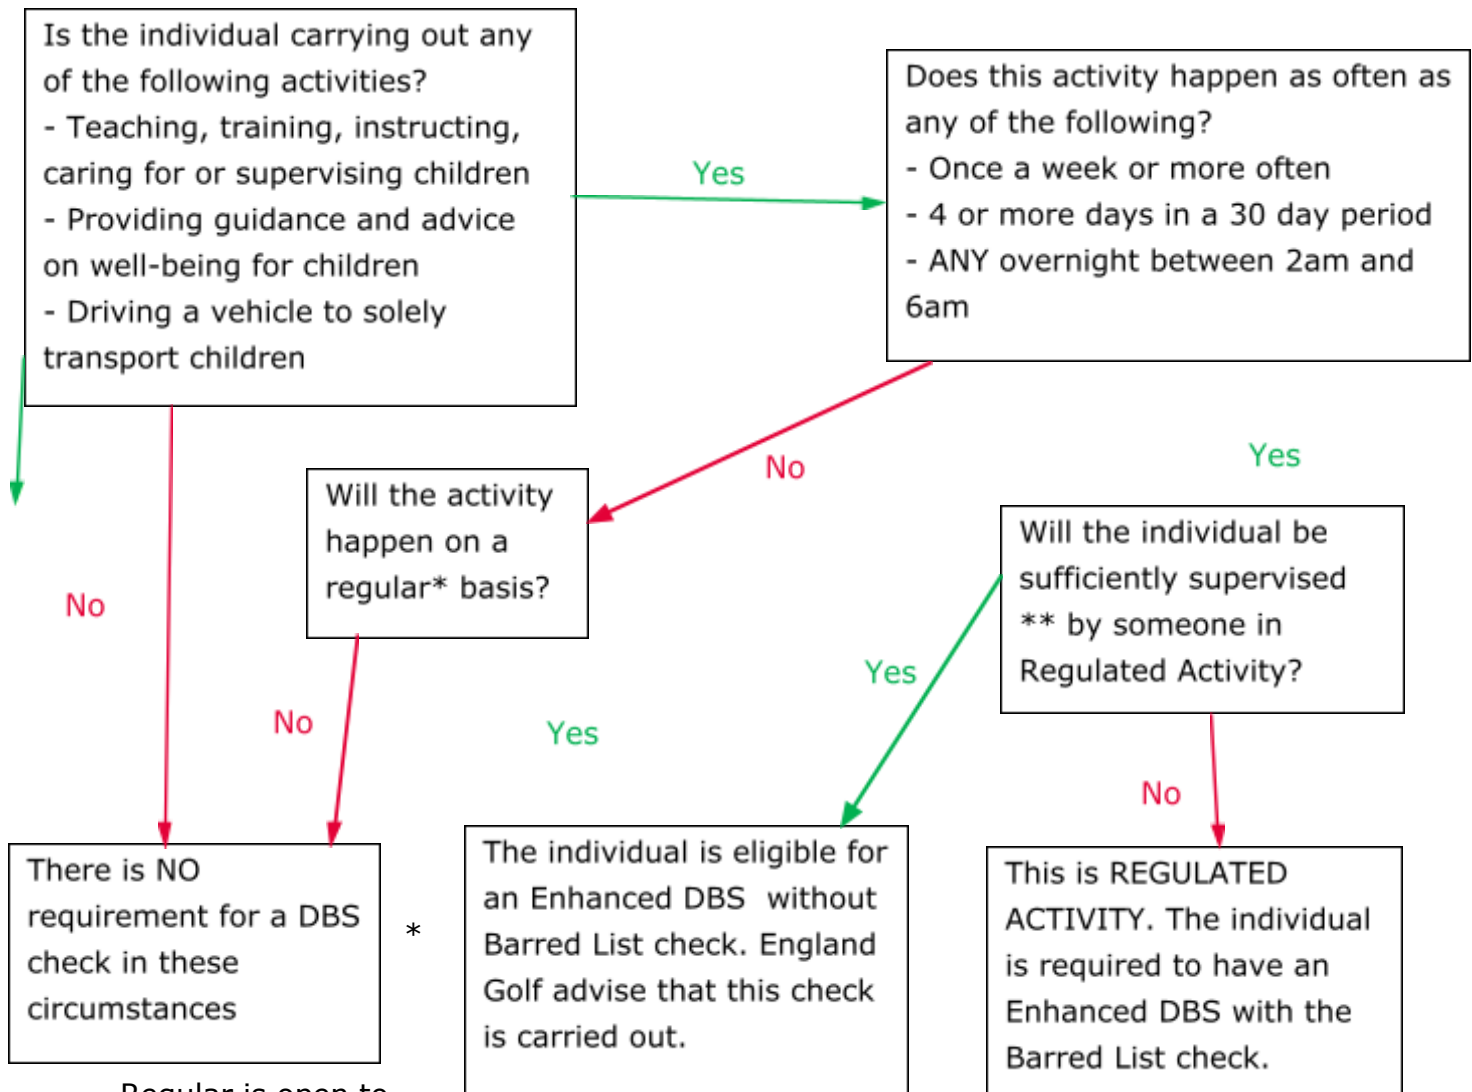 Is the individual carrying out any
of the following activities?
- Teaching, training, instructing,
caring for or supervising children
- Providing guidance and advice
on well-being for children
- Driving a vehicle to solely
transport children
Yes
Does this activity happen as often as
any of the following?
- Once a week or more often
- 4 or more days in a 30 day period
- ANY overnight between 2am and
6am
No
Yes
Will the activity
happen on a
regular* basis?
No
Will the individual be
sufficiently supervised
** by someone in
Regulated Activity?
Yes
No
Yes
No
There is NO
requirement for a DBS
check in these
circumstances
*
The individual is eligible for
an Enhanced DBS  without
Barred List check. England
Golf advise that this check
is carried out.
This is REGULATED
ACTIVITY. The individual
is required to have an
Enhanced DBS with the
Barred List check.
Regular is open to